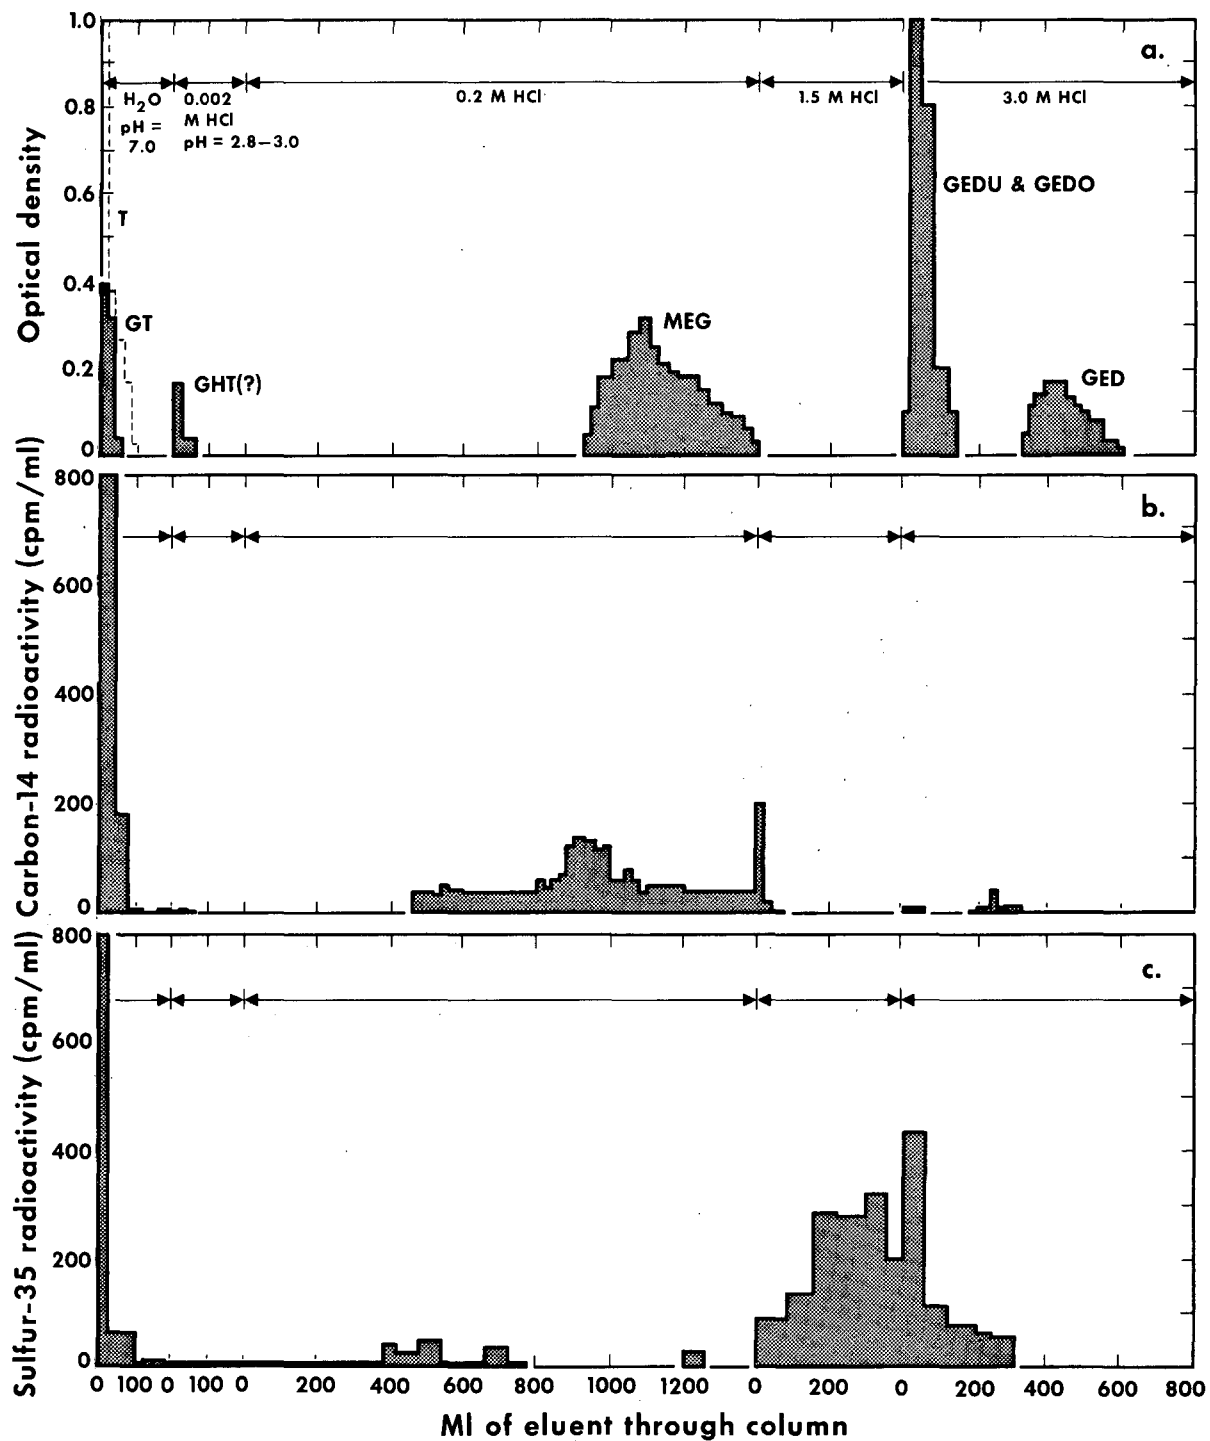 a.
1.0
0.8
0.6
0.4
0.2
0
Optical density
H2O
pH =
7.0
0.002
M HCl
pH = 2.8–3.0
0.2 M HCl
1.5 M HCl
3.0 M HCl
T
GT
GHT(?)
MEG
GEDU & GEDO
GED
b.
800
600
400
200
0
Carbon-14 radioactivity (cpm/ml)
c.
800
600
400
200
0
Sulfur-35 radioactivity (cpm/ml)
0 100 0 100 0 200 400 600 800 1000 1200 0 200 0 200 400 600 800
Ml of eluent through column